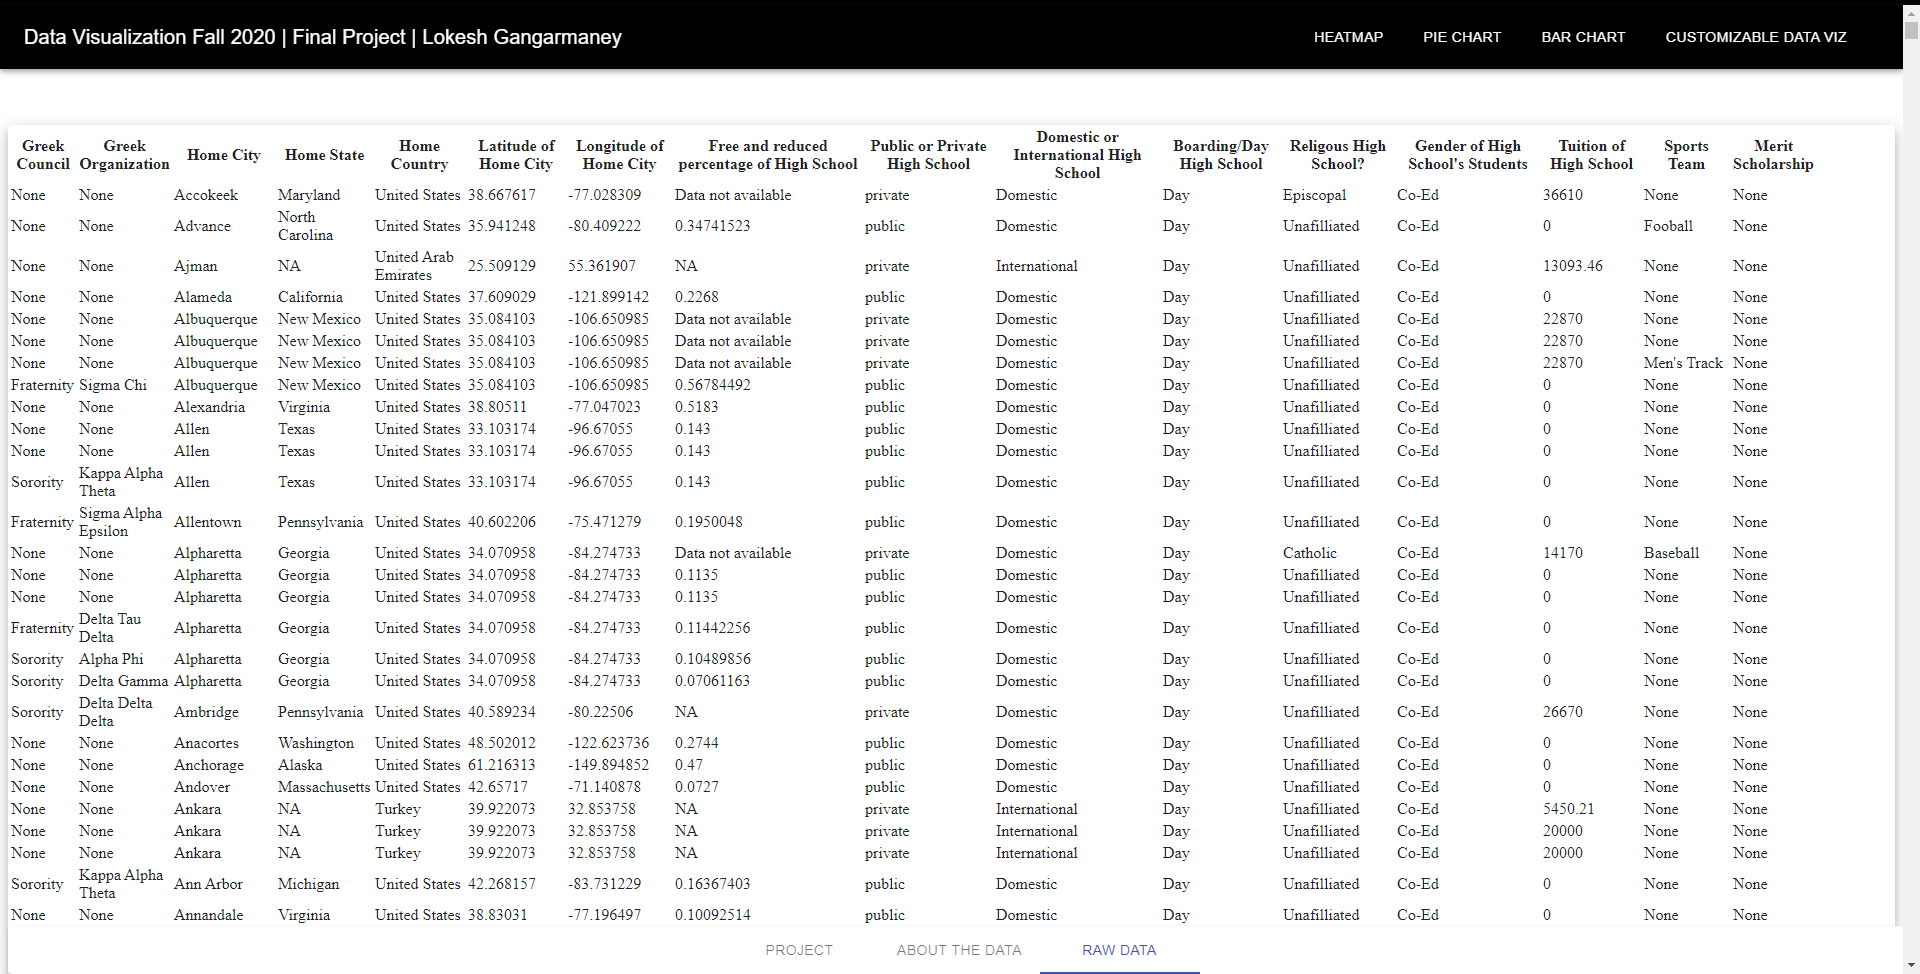 Data Visualization Fall 2020 | Final Project | Lokesh Gangarmaney HEATMAP PIE CHART BAR CHART CUSTOMIZABLE DATA VIZ
Greek Council Greek Organization Home City Home State Home Country Latitude of Home City Longitude of Home City Free and reduced percentage of High School Public or Private High School Domestic or International High School Boarding/Day High School Religous High School? Gender of High School's Students Tuition of High School Sports Team Merit Scholarship
None None Accokeek Maryland United States 38.667617 -77.028309 Data not available private Domestic Day Episcopal Co-Ed 36610 None None
None None Advance North Carolina United States 35.941248 -80.409222 0.34741523 public Domestic Day Unafilliated Co-Ed 0 Fooball None
None None Ajman NA United Arab Emirates 25.509129 55.361907 NA private International Day Unafilliated Co-Ed 13093.46 None None
None None Alameda California United States 37.609029 -121.899142 0.2268 public Domestic Day Unafilliated Co-Ed 0 None None
None None Albuquerque New Mexico United States 35.084103 -106.650985 Data not available private Domestic Day Unafilliated Co-Ed 22870 None None
None None Albuquerque New Mexico United States 35.084103 -106.650985 Data not available private Domestic Day Unafilliated Co-Ed 22870 None None
None None Albuquerque New Mexico United States 35.084103 -106.650985 Data not available private Domestic Day Unafilliated Co-Ed 22870 Men's Track None
Fraternity Sigma Chi Albuquerque New Mexico United States 35.084103 -106.650985 0.56784492 public Domestic Day Unafilliated Co-Ed 0 None None
None None Alexandria Virginia United States 38.80511 -77.047023 0.5183 public Domestic Day Unafilliated Co-Ed 0 None None
None None Allen Texas United States 33.103174 -96.67055 0.143 public Domestic Day Unafilliated Co-Ed 0 None None
None None Allen Texas United States 33.103174 -96.67055 0.143 public Domestic Day Unafilliated Co-Ed 0 None None
Sorority Kappa Alpha Theta Allen Texas United States 33.103174 -96.67055 0.143 public Domestic Day Unafilliated Co-Ed 0 None None
Fraternity Sigma Alpha Epsilon Allentown Pennsylvania United States 40.602206 -75.471279 0.1950048 public Domestic Day Unafilliated Co-Ed 0 None None
None None Alpharetta Georgia United States 34.070958 -84.274733 Data not available private Domestic Day Catholic Co-Ed 14170 Baseball None
None None Alpharetta Georgia United States 34.070958 -84.274733 0.1135 public Domestic Day Unafilliated Co-Ed 0 None None
None None Alpharetta Georgia United States 34.070958 -84.274733 0.1135 public Domestic Day Unafilliated Co-Ed 0 None None
Fraternity Delta Tau Delta Alpharetta Georgia United States 34.070958 -84.274733 0.11442256 public Domestic Day Unafilliated Co-Ed 0 None None
Sorority Alpha Phi Alpharetta Georgia United States 34.070958 -84.274733 0.10489856 public Domestic Day Unafilliated Co-Ed 0 None None
Sorority Delta Gamma Alpharetta Georgia United States 34.070958 -84.274733 0.07061163 public Domestic Day Unafilliated Co-Ed 0 None None
Sorority Delta Delta Delta Ambridge Pennsylvania United States 40.589234 -80.22506 NA private Domestic Day Unafilliated Co-Ed 26670 None None
None None Anacortes Washington United States 48.502012 -122.623736 0.2744 public Domestic Day Unafilliated Co-Ed 0 None None
None None Anchorage Alaska United States 61.216313 -149.894852 0.47 public Domestic Day Unafilliated Co-Ed 0 None None
None None Andover Massachusetts United States 42.65717 -71.140878 0.0727 public Domestic Day Unafilliated Co-Ed 0 None None
None None Ankara NA Turkey 39.922073 32.853758 NA private International Day Unafilliated Co-Ed 5450.21 None None
None None Ankara NA Turkey 39.922073 32.853758 NA private International Day Unafilliated Co-Ed 20000 None None
None None Ankara NA Turkey 39.922073 32.853758 NA private International Day Unafilliated Co-Ed 20000 None None
Sorority Kappa Alpha Theta Ann Arbor Michigan United States 42.268157 -83.731229 0.16367403 public Domestic Day Unafilliated Co-Ed 0 None None
None None Annandale Virginia United States 38.83031 -77.196497 0.10092514 public Domestic Day Unafilliated Co-Ed 0 None None
PROJECT ABOUT THE DATA RAW DATA